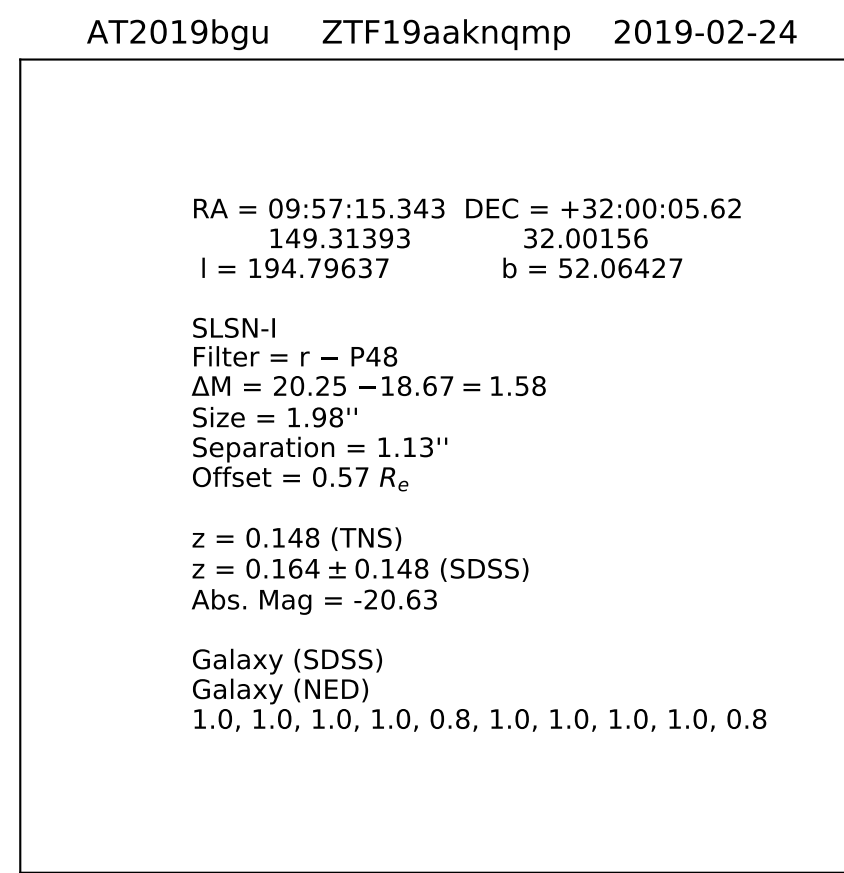 AT2019bgu ZTF19aaknqmp 2019-02-24
RA = 09:57:15.343 DEC = +32:00:05.62
149.31393 32.00156
l = 194.79637 b = 52.06427
SLSN-I
Filter = r − P48
ΔM = 20.25 −18.67 = 1.58
Size = 1.98''
Separation = 1.13''
Offset = 0.57 Rₑ
z = 0.148 (TNS)
z = 0.164 ± 0.148 (SDSS)
Abs. Mag = -20.63
Galaxy (SDSS)
Galaxy (NED)
1.0, 1.0, 1.0, 1.0, 0.8, 1.0, 1.0, 1.0, 1.0, 0.8